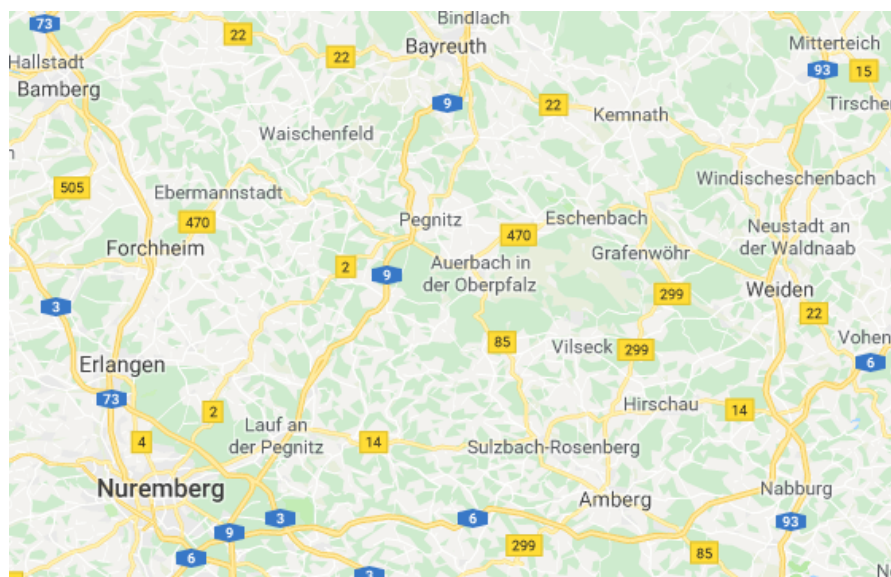 73
Bindlach
22
Bayreuth
Mitterteich
22
Hallstadt
93
15
Bamberg
9
22
Tirschen
Kemnath
Waischenfeld
505
Ebermannstadt
Windischeschenbach
470
Pegnitz
Eschenbach
Neustadt an
der Waldnaab
Forchheim
470
Grafenwöhr
2
Auerbach in
der Oberpfalz
9
3
299
Weiden
22
85
Vilseck
299
Vohen
Erlangen
6
73
2
Hirschau
14
Lauf an
der Pegnitz
4
14
Sulzbach-Rosenberg
Nuremberg
Amberg
Nabburg
3
6
93
9
299
85
6
3
N